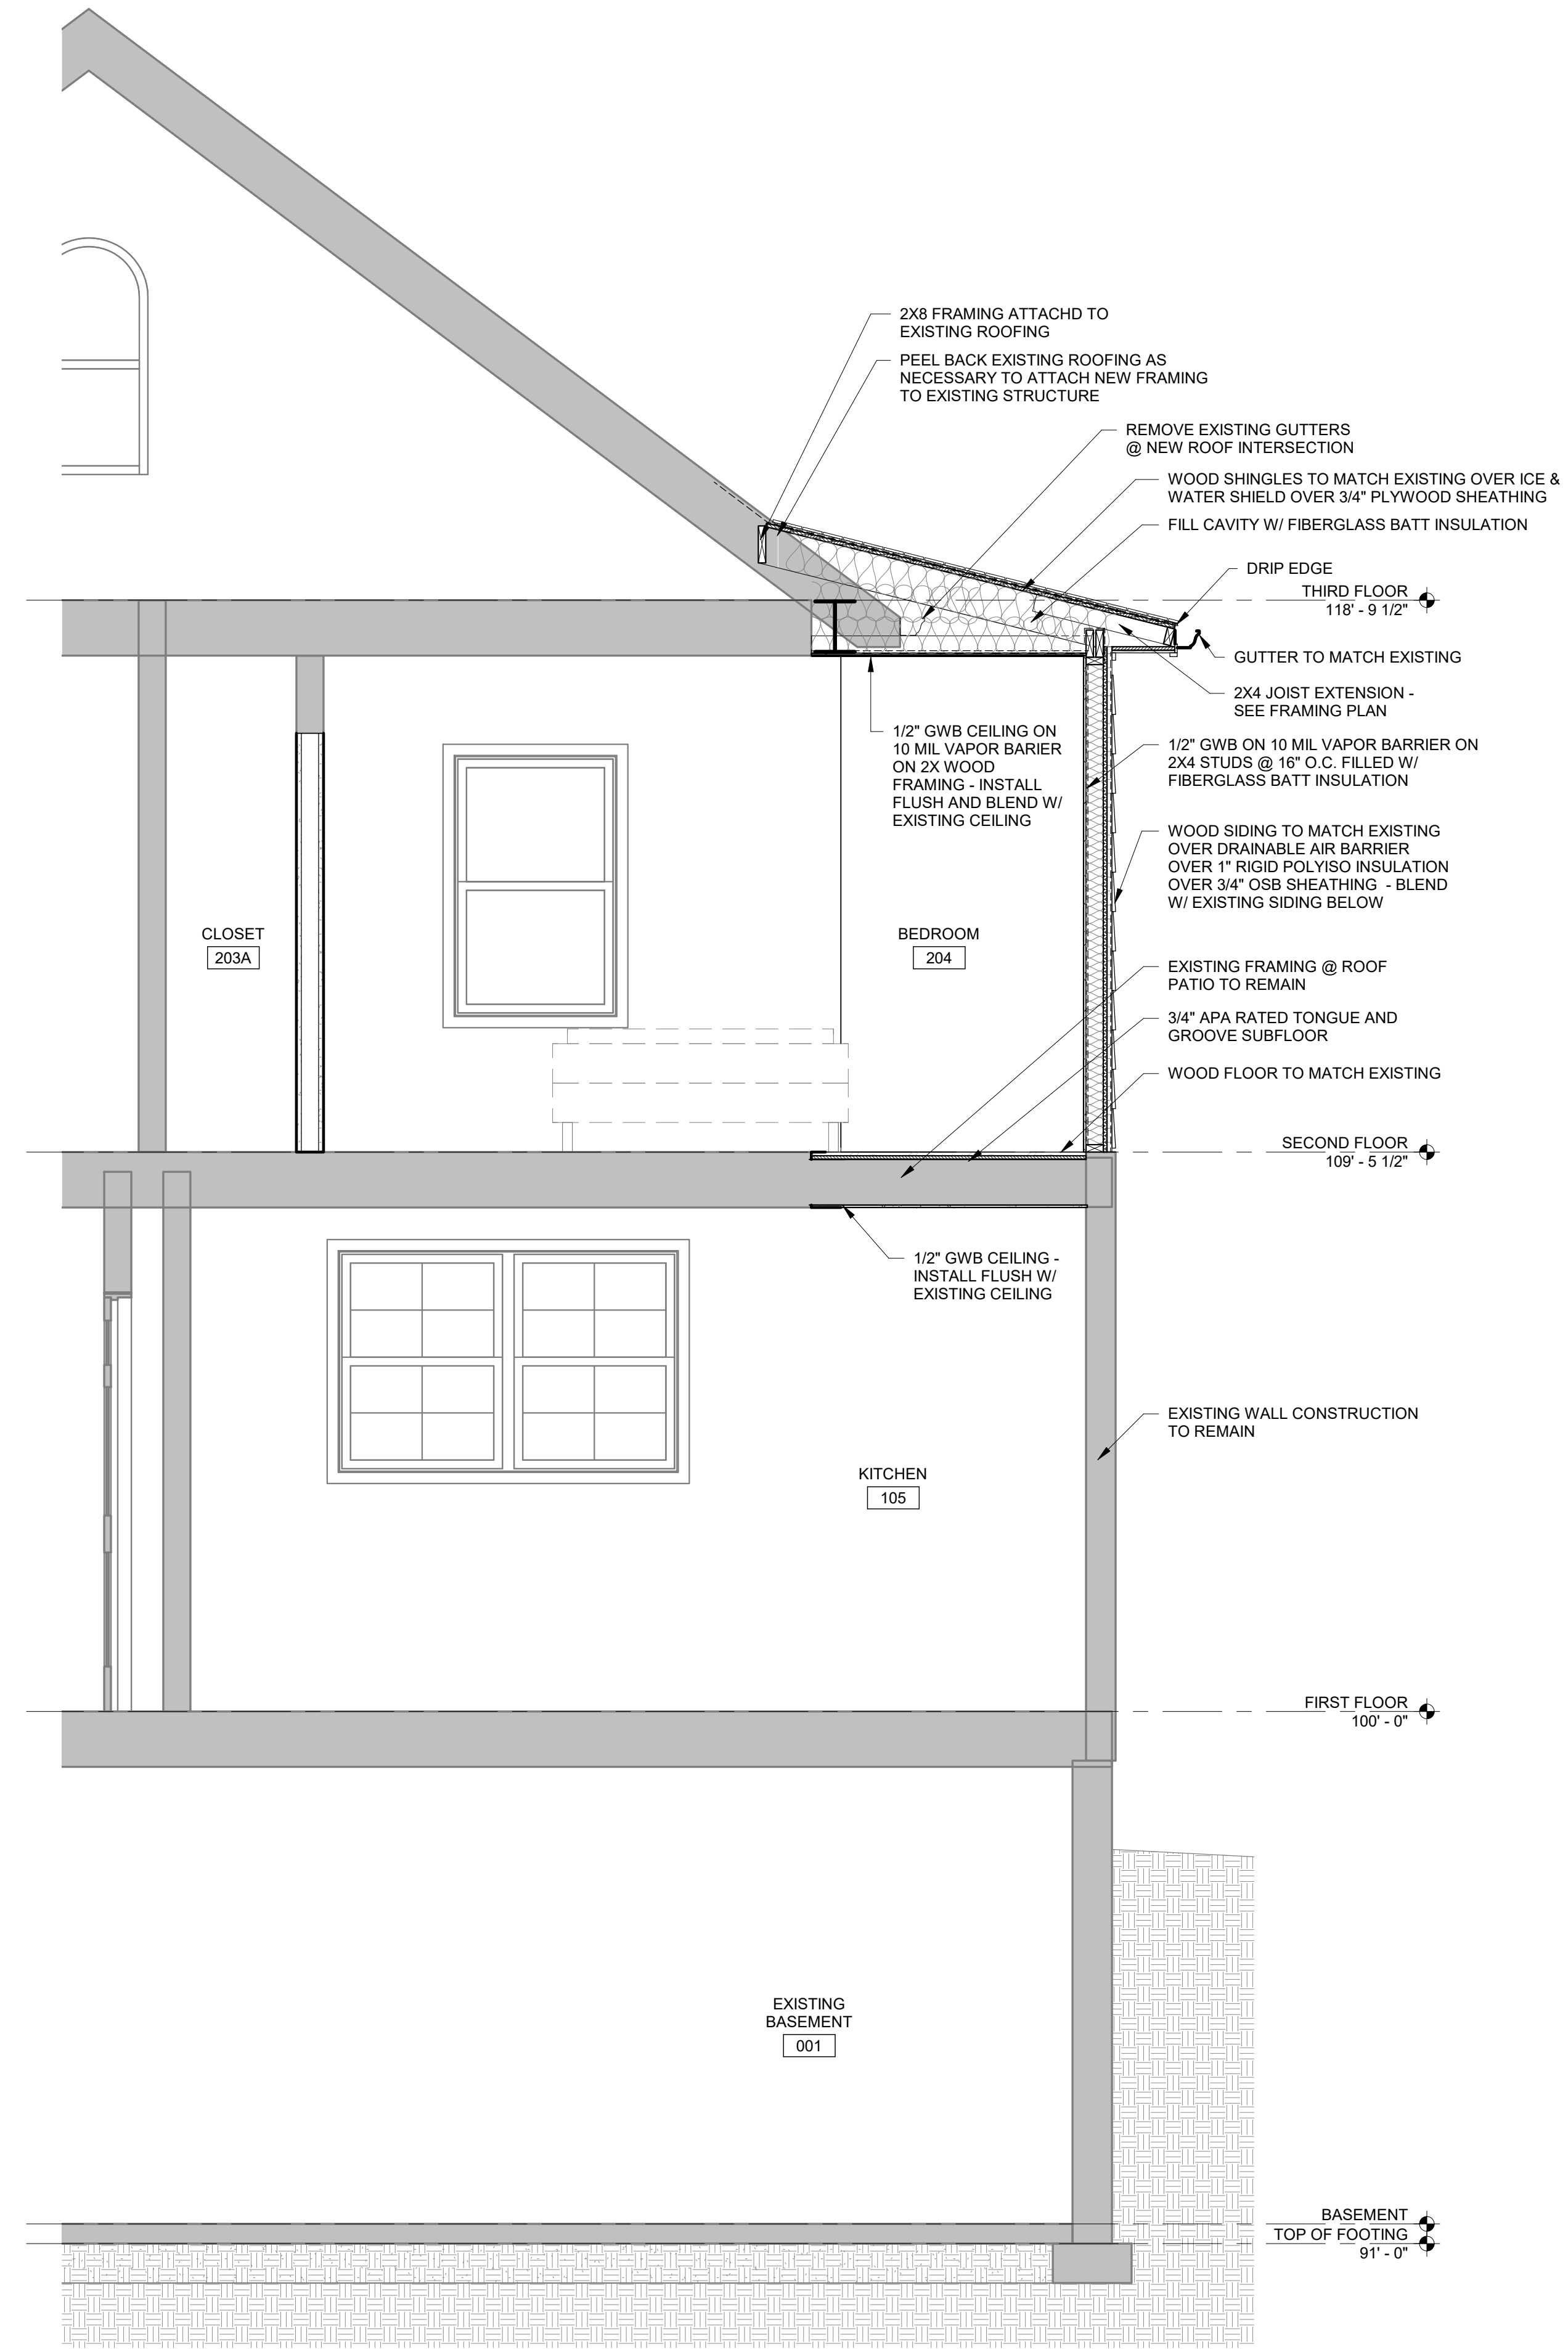 2X8 FRAMING ATTACHD TO
EXISTING ROOFING
PEEL BACK EXISTING ROOFING AS
NECESSARY TO ATTACH NEW FRAMING
TO EXISTING STRUCTURE
REMOVE EXISTING GUTTERS
@ NEW ROOF INTERSECTION
WOOD SHINGLES TO MATCH EXISTING OVER ICE &
WATER SHIELD OVER 3/4" PLYWOOD SHEATHING
FILL CAVITY W/ FIBERGLASS BATT INSULATION
DRIP EDGE
THIRD FLOOR
118' - 9 1/2"
GUTTER TO MATCH EXISTING
2X4 JOIST EXTENSION -
SEE FRAMING PLAN
1/2" GWB CEILING ON
10 MIL VAPOR BARIER
ON 2X WOOD
FRAMING - INSTALL
FLUSH AND BLEND W/
EXISTING CEILING
1/2" GWB ON 10 MIL VAPOR BARRIER ON
2X4 STUDS @ 16" O.C. FILLED W/
FIBERGLASS BATT INSULATION
WOOD SIDING TO MATCH EXISTING
OVER DRAINABLE AIR BARRIER
OVER 1" RIGID POLYISO INSULATION
OVER 3/4" OSB SHEATHING - BLEND
W/ EXISTING SIDING BELOW
CLOSET
203A
BEDROOM
204
EXISTING FRAMING @ ROOF
PATIO TO REMAIN
3/4" APA RATED TONGUE AND
GROOVE SUBFLOOR
WOOD FLOOR TO MATCH EXISTING
SECOND FLOOR
109' - 5 1/2"
1/2" GWB CEILING -
INSTALL FLUSH W/
EXISTING CEILING
EXISTING WALL CONSTRUCTION
TO REMAIN
KITCHEN
105
FIRST FLOOR
100' - 0"
EXISTING
BASEMENT
001
BASEMENT
TOP OF FOOTING
91' - 0"